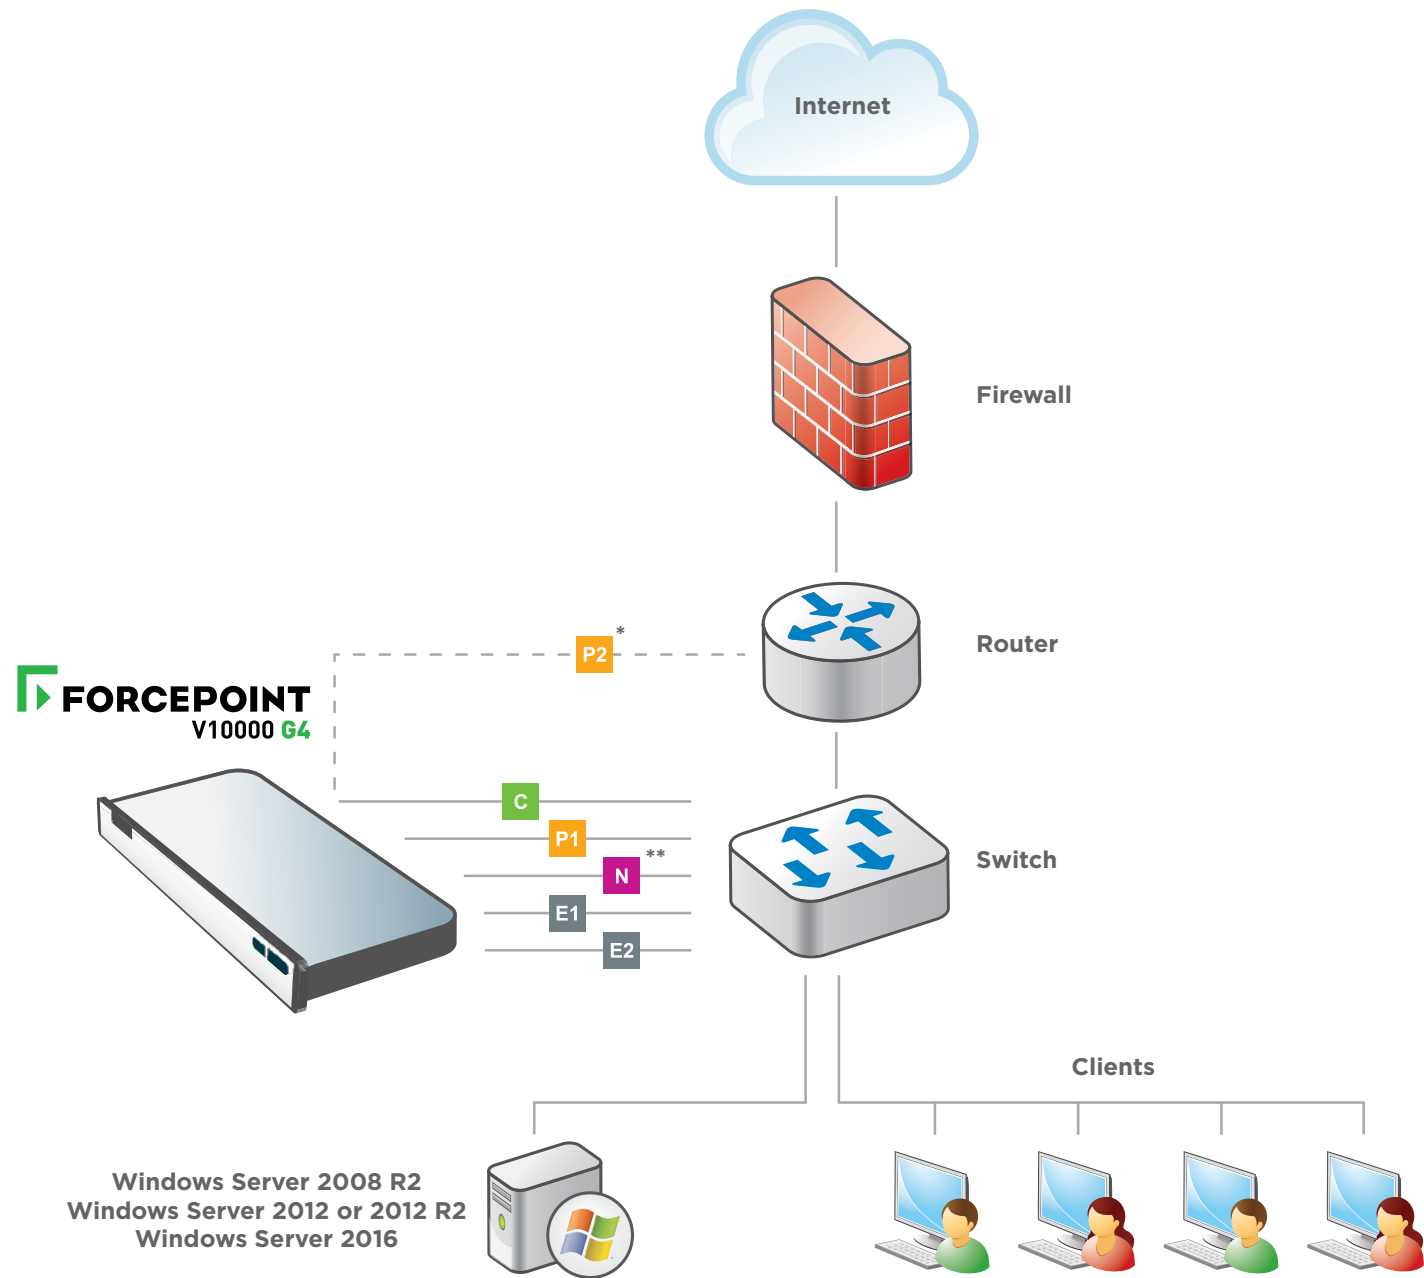 Internet
Firewall
P2 *
Router
FORCEPOINT
V10000 G4
C
P1
N **
Switch
E1
E2
Clients
Windows Server 2008 R2
Windows Server 2012 or 2012 R2
Windows Server 2016